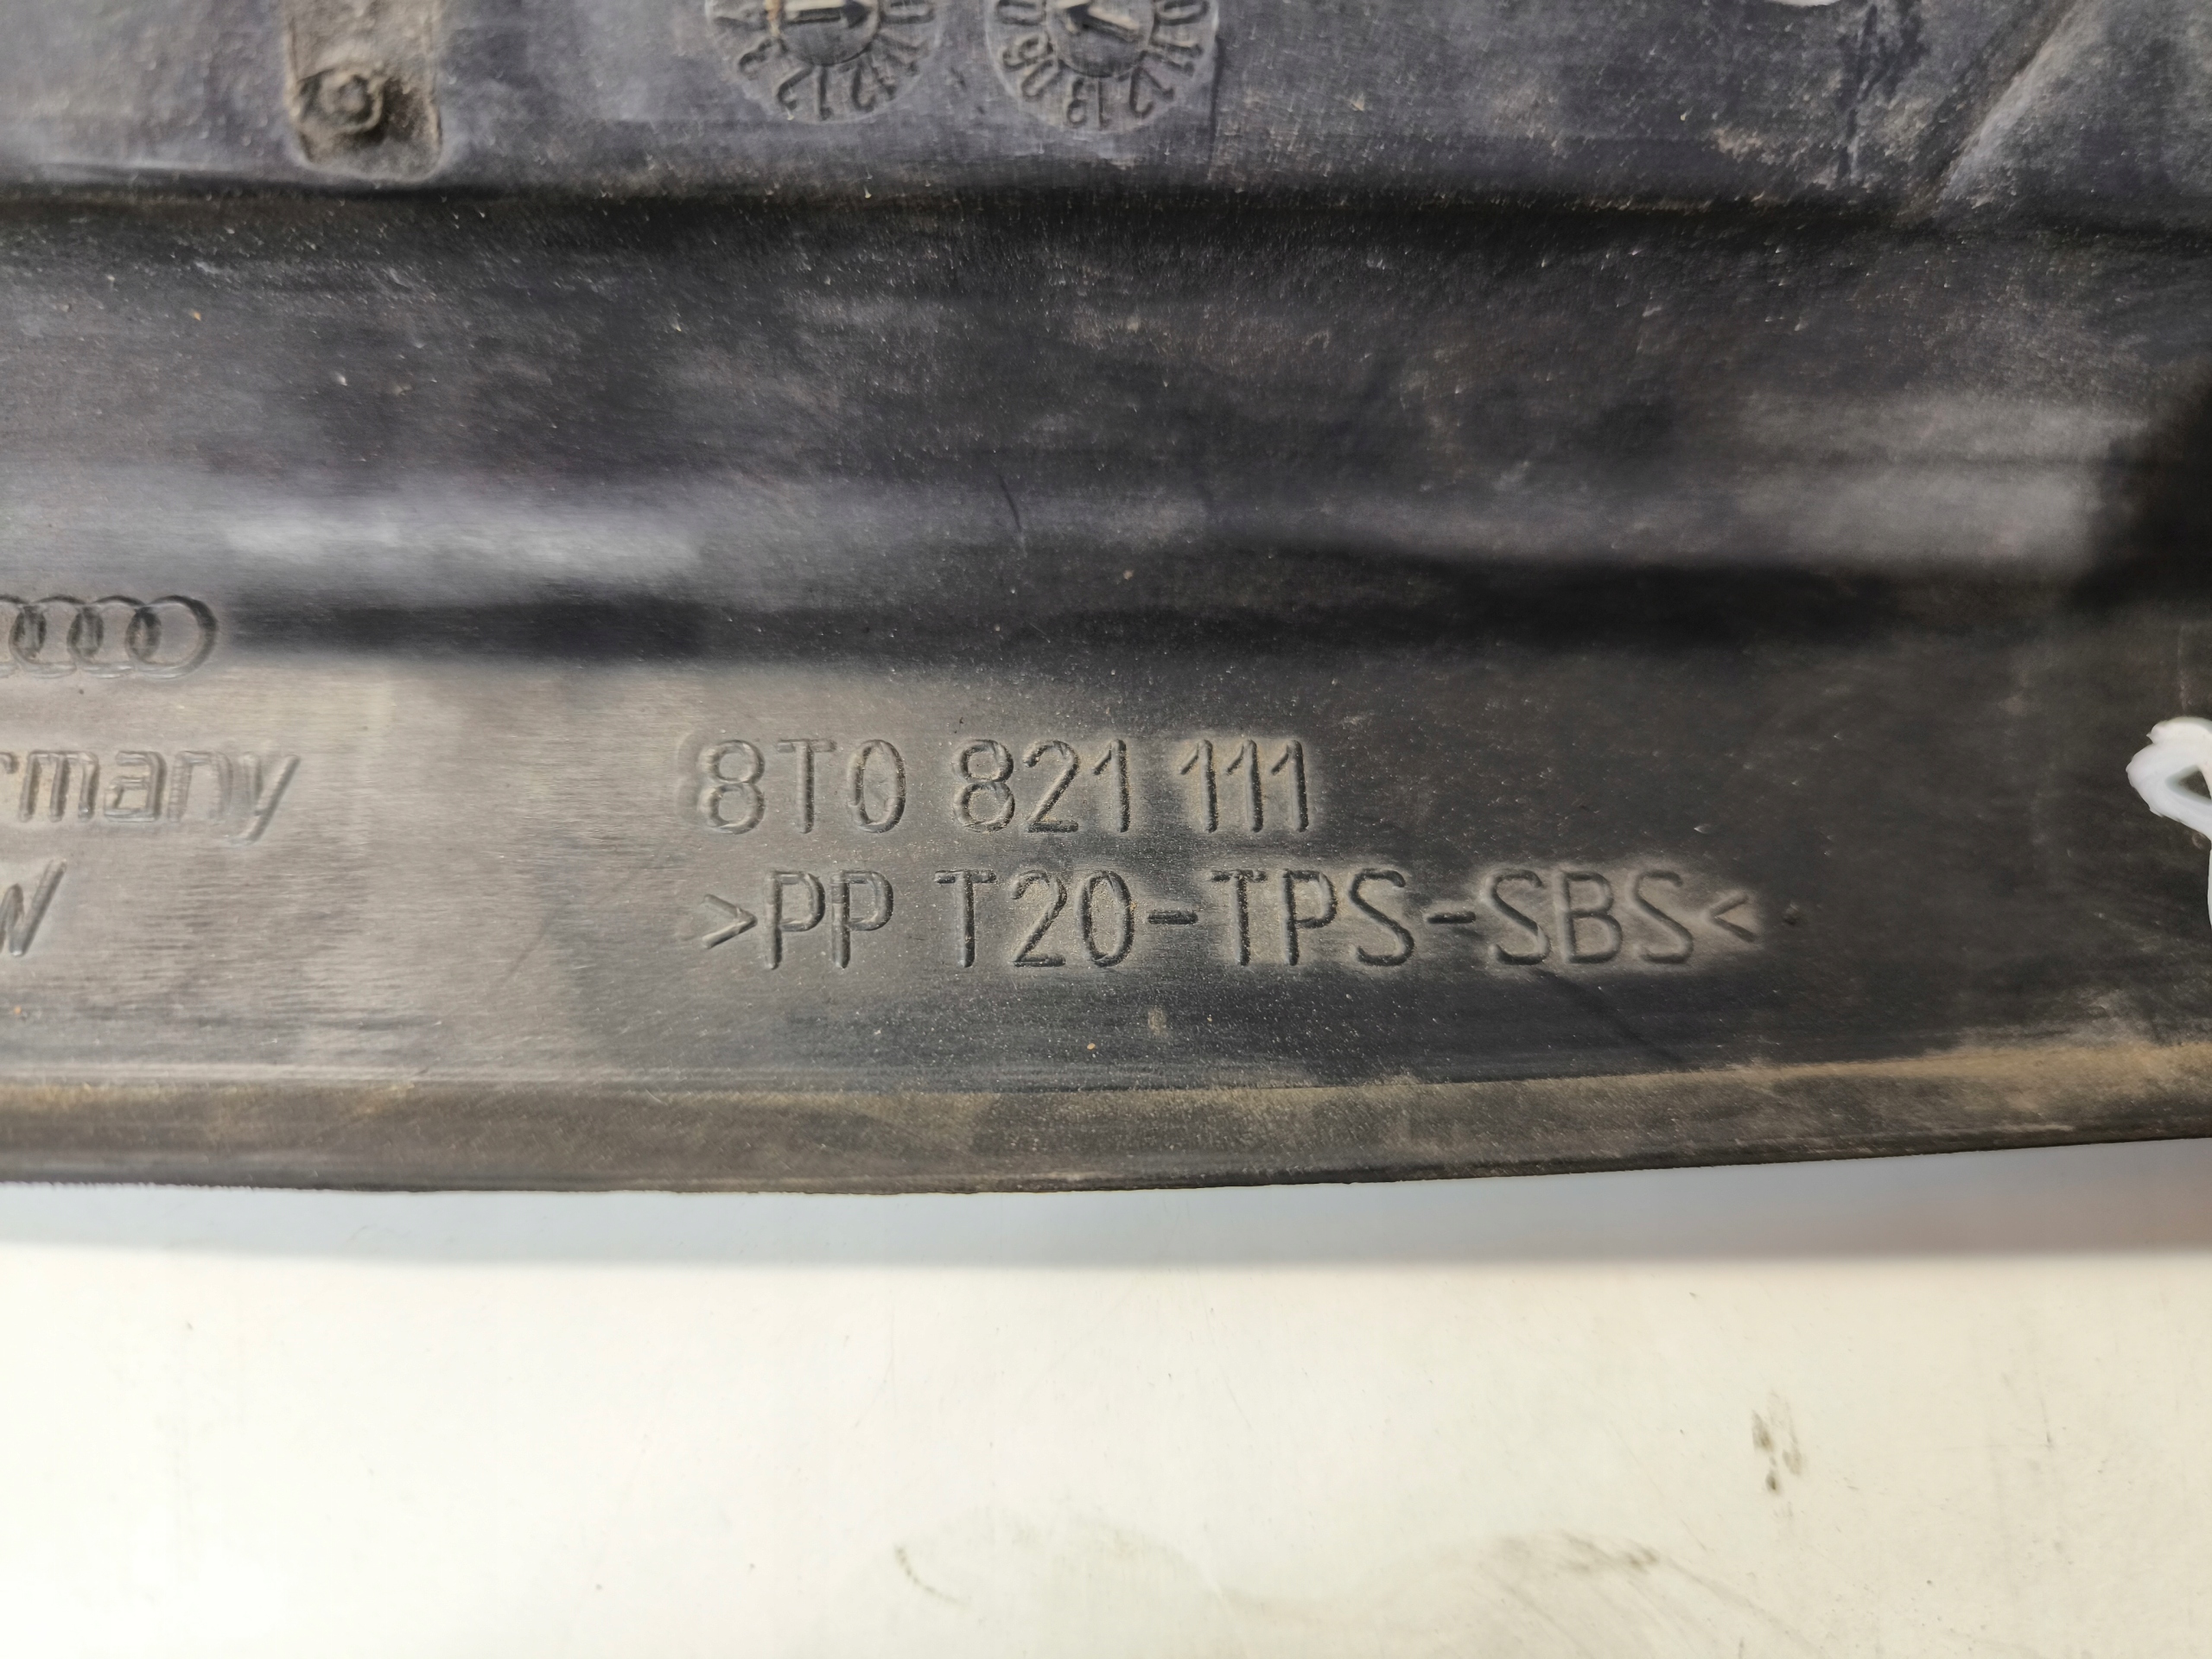 rmany
W
8T0 821 111
>PP T20-TPS-SBS<